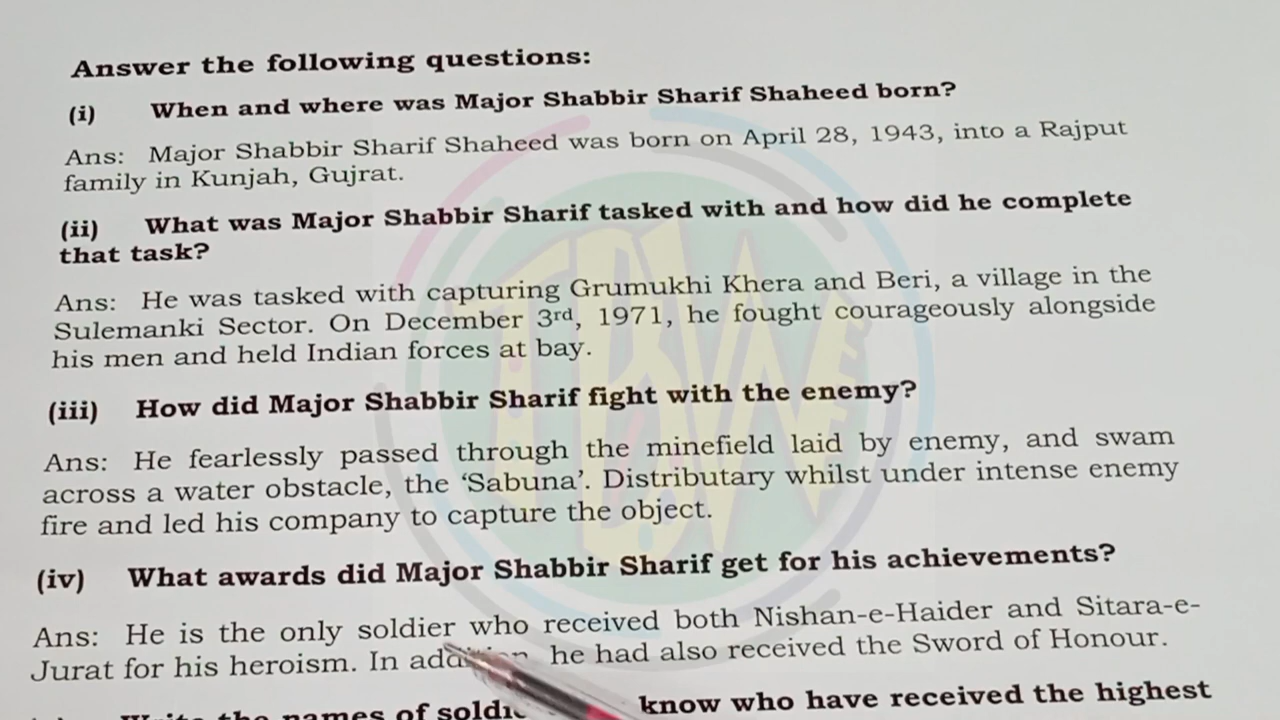 Answer the following questions:
(i) When and where was Major Shabbir Sharif Shaheed born?
Ans: Major Shabbir Sharif Shaheed was born on April 28, 1943, into a Rajput
family in Kunjah, Gujrat.
(ii) What was Major Shabbir Sharif tasked with and how did he complete
that task?
Ans: He was tasked with capturing Grumukhi Khera and Beri, a village in the
Sulemanki Sector. On December 3rd, 1971, he fought courageously alongside
his men and held Indian forces at bay.
(iii) How did Major Shabbir Sharif fight with the enemy?
Ans: He fearlessly passed through the minefield laid by enemy, and swam
across a water obstacle, the ‘Sabuna’. Distributary whilst under intense enemy
fire and led his company to capture the object.
(iv) What awards did Major Shabbir Sharif get for his achievements?
Ans: He is the only soldier who received both Nishan-e-Haider and Sitara-e-
Jurat for his heroism. In he had also received the Sword of Honour.
the names of know who have received the highest